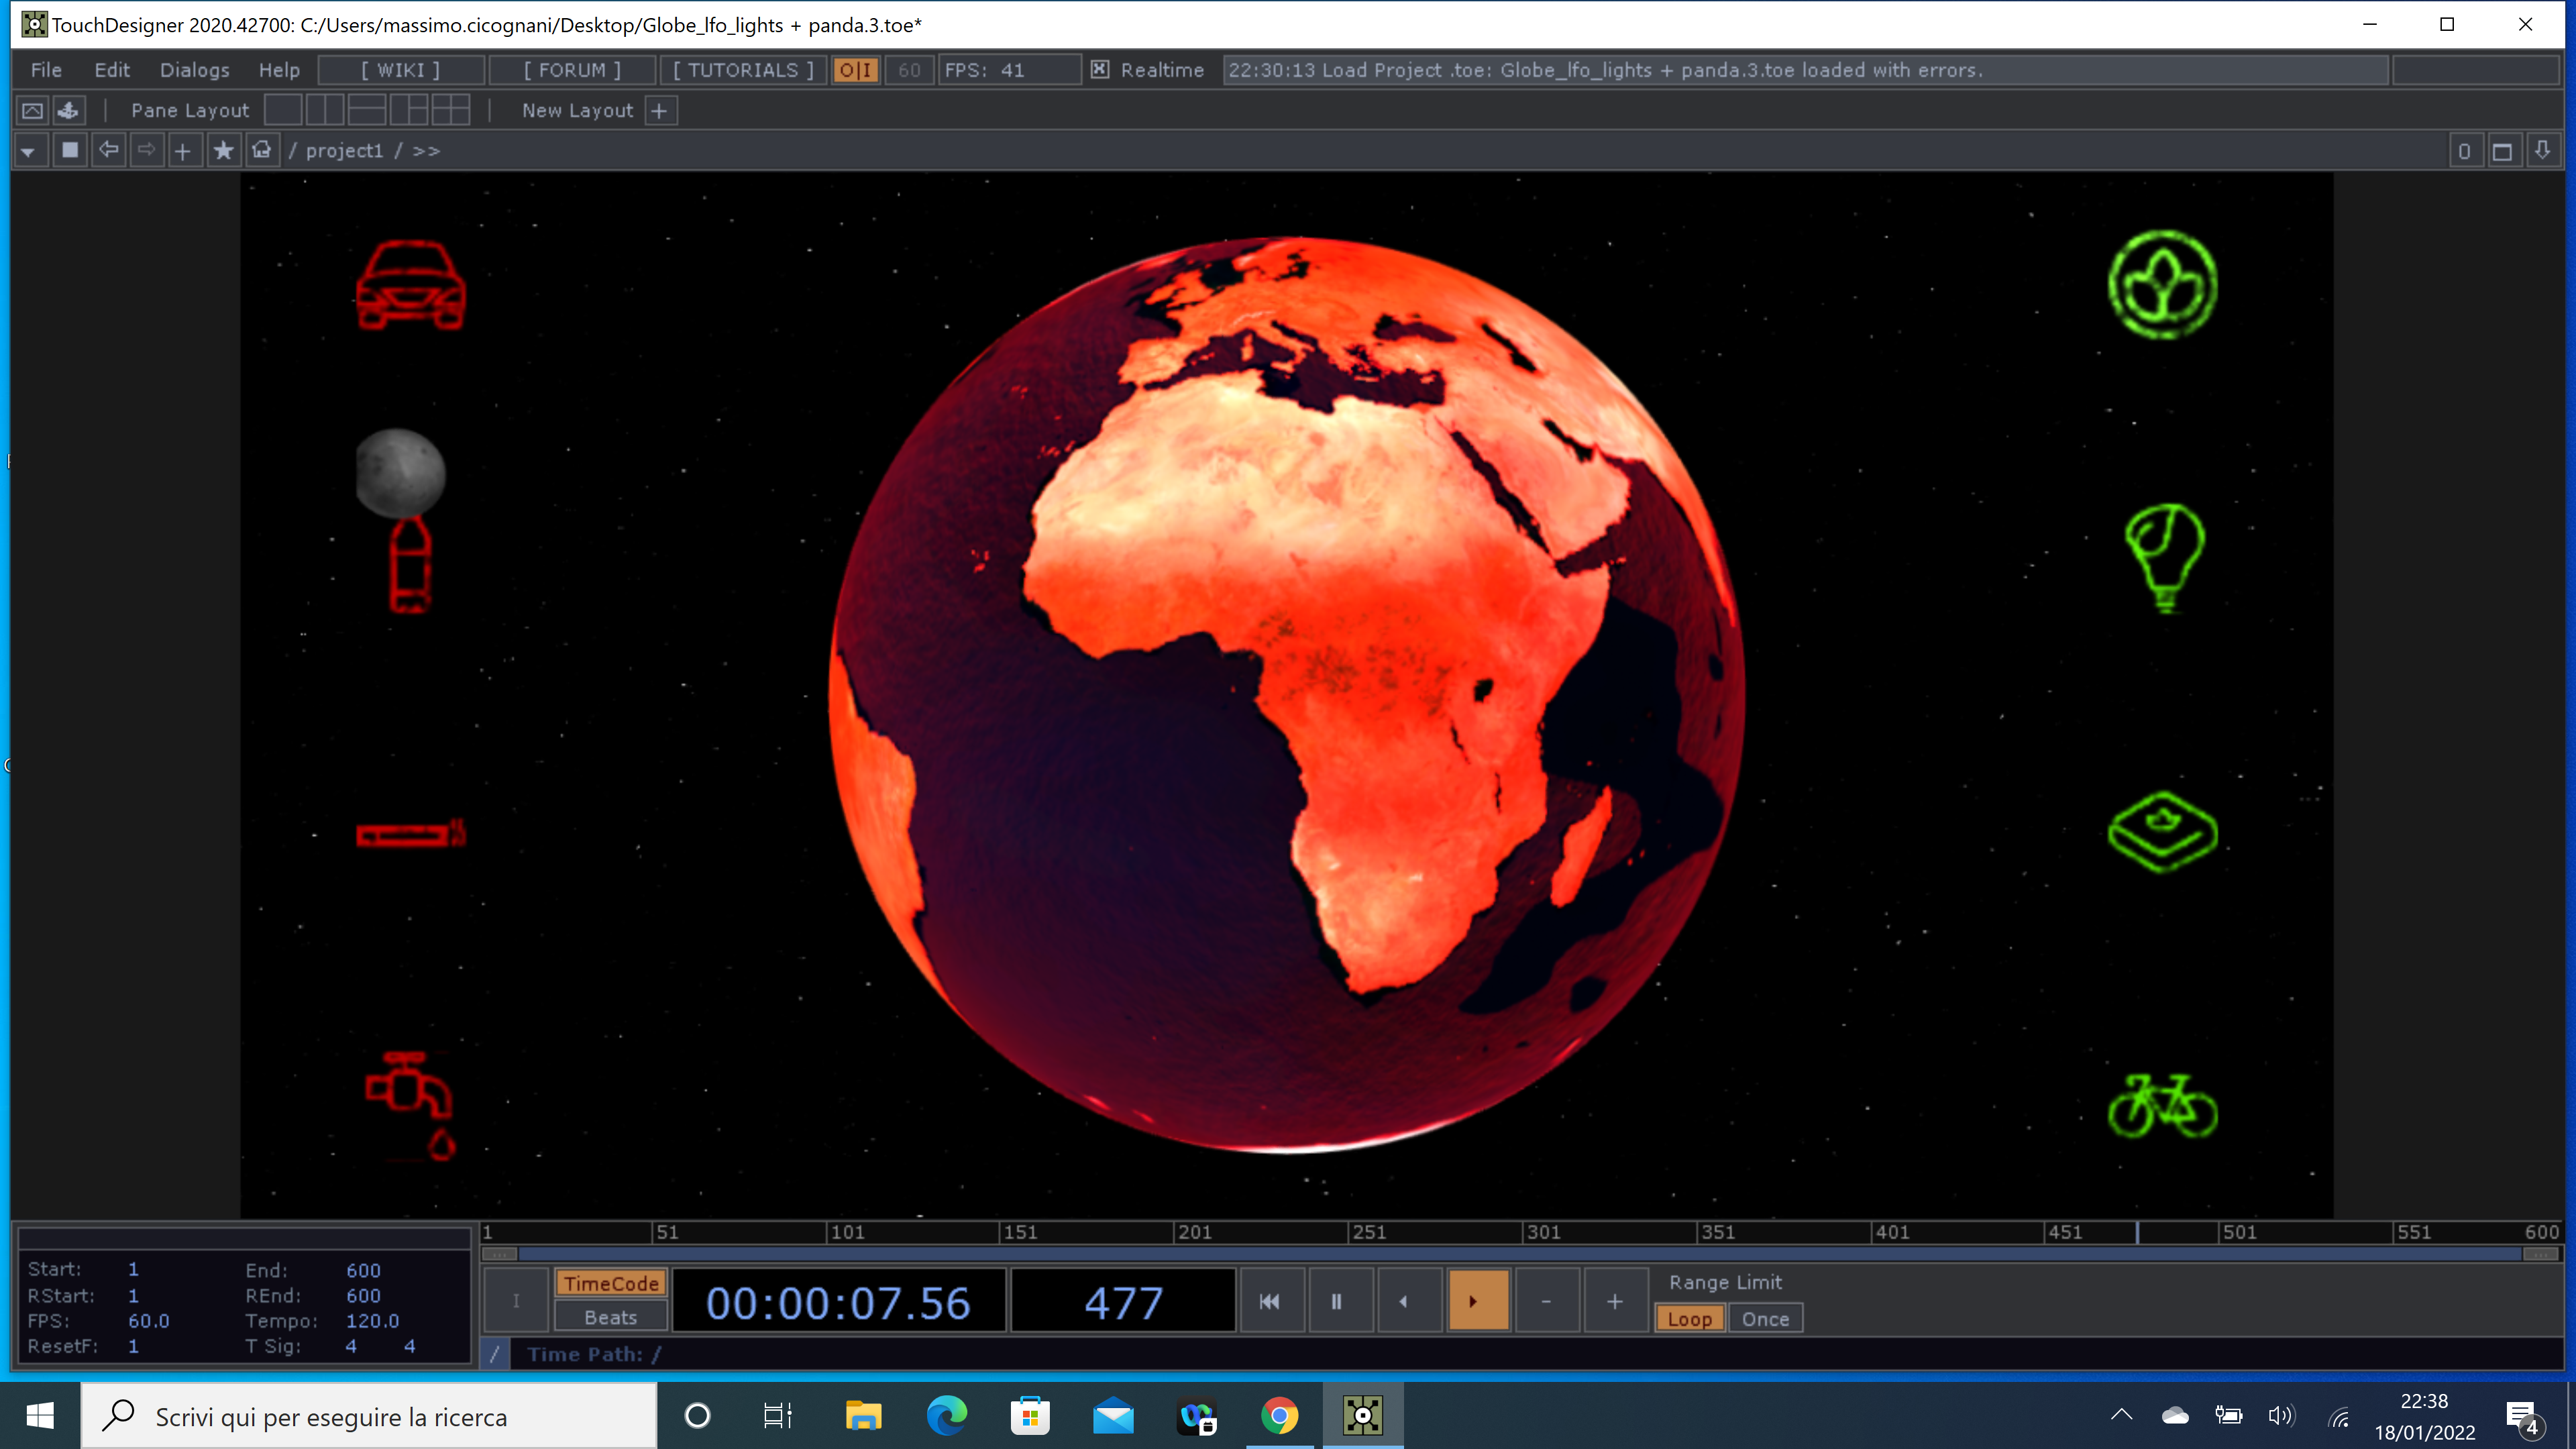 TouchDesigner 2020.42700: C:/Users/massimo.cicognani/Desktop/Globe_lfo_lights + panda.3.toe*
File Edit Dialogs Help [ WIKI ] [ FORUM ] [ TUTORIALS ] O|I 60 FPS: 41 Realtime 22:30:13 Load Project .toe: Globe_lfo_lights + panda.3.toe loaded with errors.
Pane Layout New Layout +
/ project1 / >> 0
1 51 101 151 201 251 301 351 401 451 501 551 600
Start: 1 End: 600
RStart: 1 REnd: 600
FPS: 60.0 Tempo: 120.0
ResetF: 1 T Sig: 4 4
I TimeCode Beats 00:00:07.56 477 - + Range Limit Loop Once
/ Time Path: /
Scrivi qui per eseguire la ricerca
22:38
18/01/2022
4